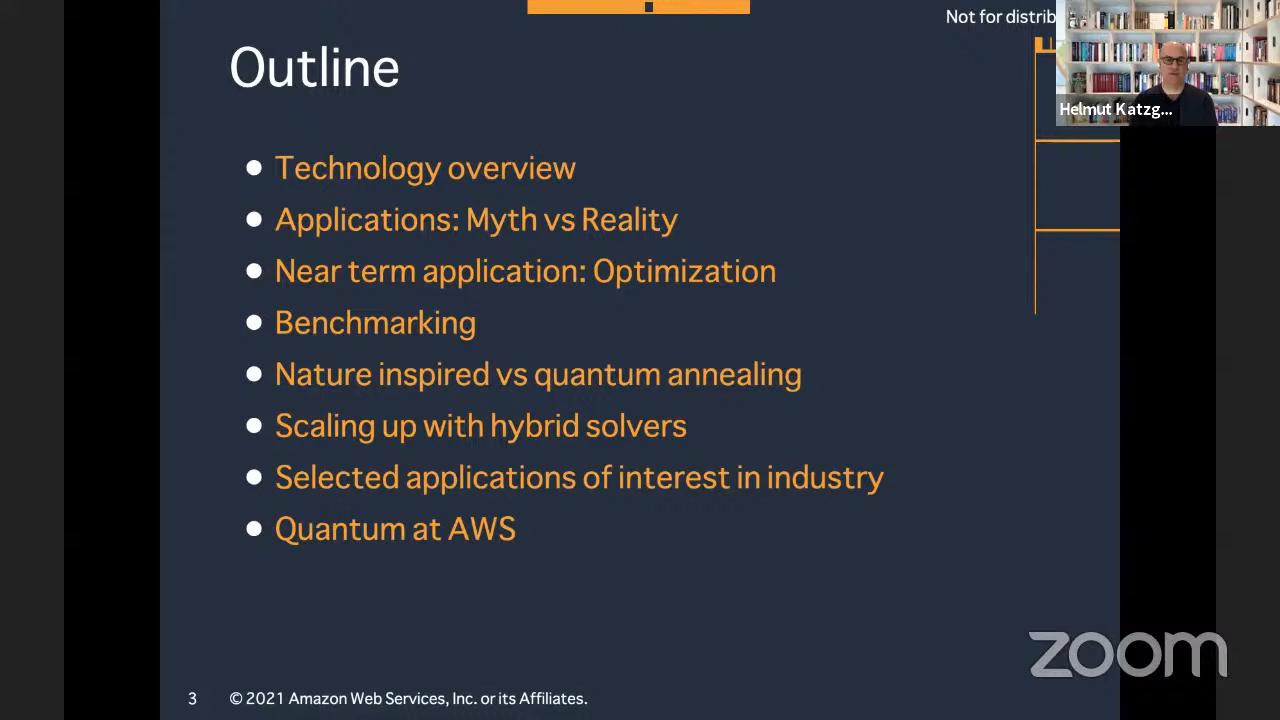 Not for distrib
Outline
Helmut Katzg...
Technology overview
Applications: Myth vs Reality
Near term application: Optimization
Benchmarking
Nature inspired vs quantum annealing
Scaling up with hybrid solvers
Selected applications of interest in industry
Quantum at AWS
zoom
3 © 2021 Amazon Web Services, Inc. or its Affiliates.